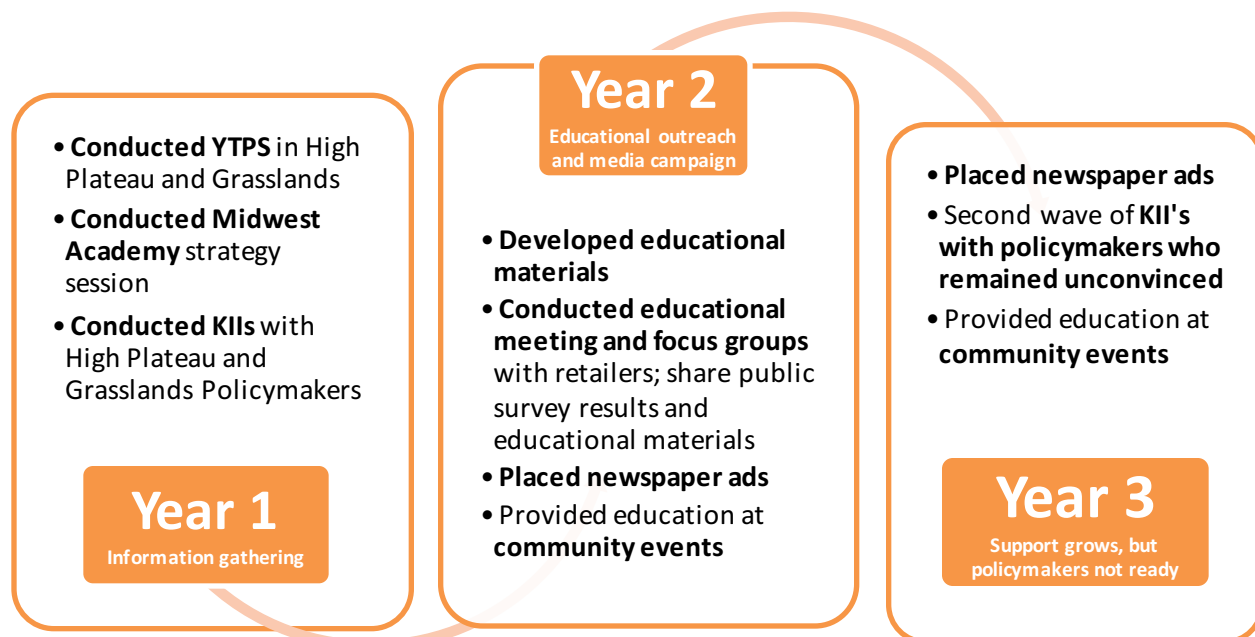 • Conducted YTPS in High
Plateau and Grasslands
• Conducted Midwest
Academy strategy
session
• Conducted KIIs with
High Plateau and
Grasslands Policymakers
Year 1
Information gathering
Year 2
Educational outreach
and media campaign
• Developed educational
materials
• Conducted educational
meeting and focus groups
with retailers; share public
survey results and
educational materials
• Placed newspaper ads
• Provided education at
community events
• Placed newspaper ads
• Second wave of KII's
with policymakers who
remained unconvinced
• Provided education at
community events
Year 3
Support grows, but
policymakers not ready